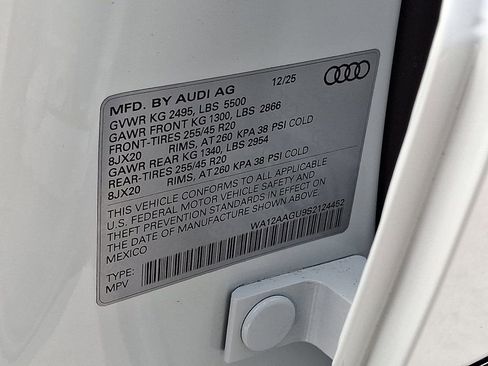 MFD. BY AUDI AG 12/25
GVWR KG 2495, LBS 5500
GAWR FRONT KG 1300, LBS 2866
FRONT-TIRES 255/45 R20
8JX20 RIMS, AT260 KPA 38 PSI COLD
GAWR REAR KG 1340, LBS 2954
REAR-TIRES 255/45 R20
8JX20 RIMS, AT 260 KPA 38 PSI COLD
THIS VEHICLE CONFORMS TO ALL APPLICABLE
U.S. FEDERAL MOTOR VEHICLE SAFETY AND
THEFT PREVENTION STANDARDS IN EFFECT ON
THE DATE OF MANUFACTURE SHOWN ABOVE.
MEXICO
WA12AAGU9S2124462
TYPE:
MPV